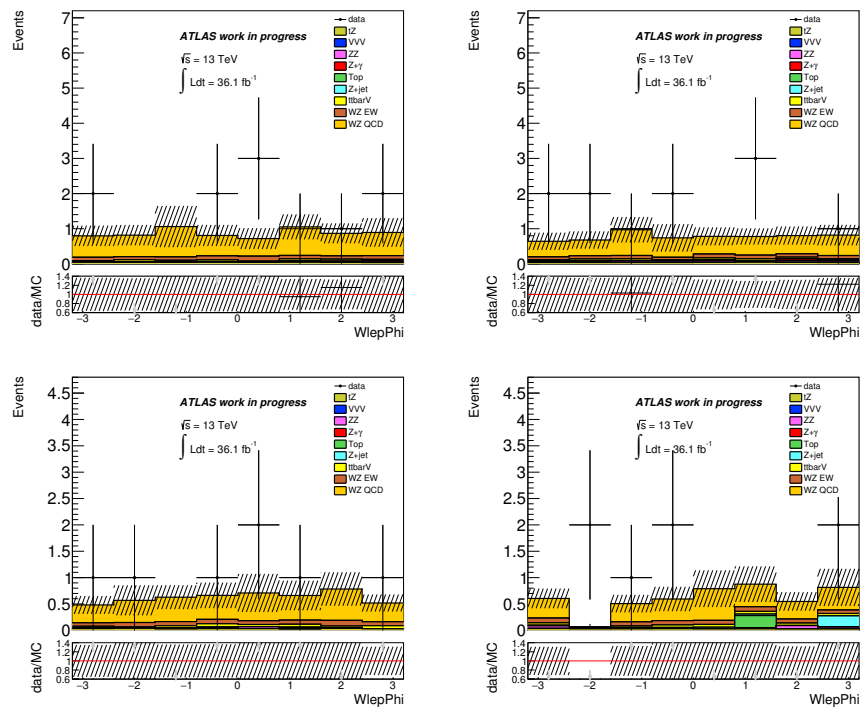 Events
7
6
5
4
3
2
1
0
ATLAS work in progress
√s = 13 TeV
∫ Ldt = 36.1 fb⁻¹
data
tZ
VVV
ZZ
Z+γ
Top
Z+jet
ttbarV
WZ EW
WZ QCD
data/MC
1.4
1.2
1
0.8
0.6
−3 −2 −1 0 1 2 3
WlepPhi
Events
7
6
5
4
3
2
1
0
ATLAS work in progress
√s = 13 TeV
∫ Ldt = 36.1 fb⁻¹
data
tZ
VVV
ZZ
Z+γ
Top
Z+jet
ttbarV
WZ EW
WZ QCD
data/MC
1.4
1.2
1
0.8
0.6
−3 −2 −1 0 1 2 3
WlepPhi
Events
4.5
4
3.5
3
2.5
2
1.5
1
0.5
0
ATLAS work in progress
√s = 13 TeV
∫ Ldt = 36.1 fb⁻¹
data
tZ
VVV
ZZ
Z+γ
Top
Z+jet
ttbarV
WZ EW
WZ QCD
data/MC
1.4
1.2
1
0.8
0.6
−3 −2 −1 0 1 2 3
WlepPhi
Events
4.5
4
3.5
3
2.5
2
1.5
1
0.5
0
ATLAS work in progress
√s = 13 TeV
∫ Ldt = 36.1 fb⁻¹
data
tZ
VVV
ZZ
Z+γ
Top
Z+jet
ttbarV
WZ EW
WZ QCD
data/MC
1.4
1.2
1
0.8
0.6
−3 −2 −1 0 1 2 3
WlepPhi